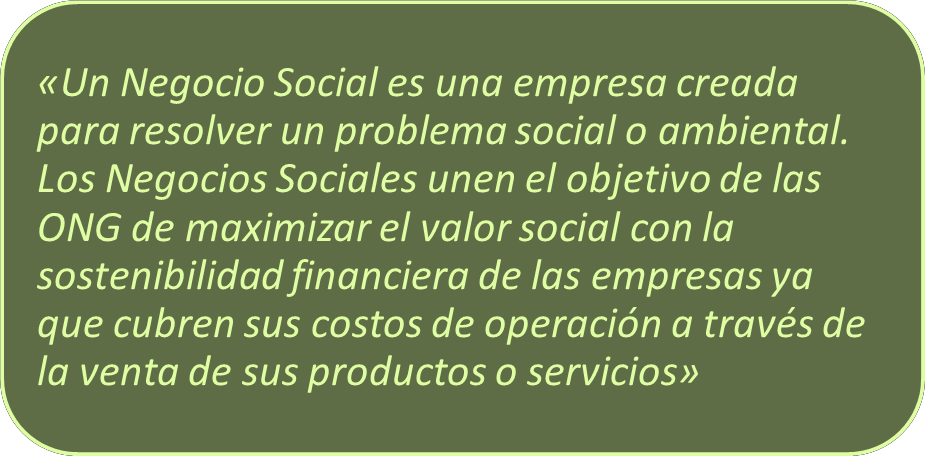 «Un Negocio Social es una empresa creada
para resolver un problema social o ambiental.
Los Negocios Sociales unen el objetivo de las
ONG de maximizar el valor social con la
sostenibilidad financiera de las empresas ya
que cubren sus costos de operación a través de
la venta de sus productos o servicios»